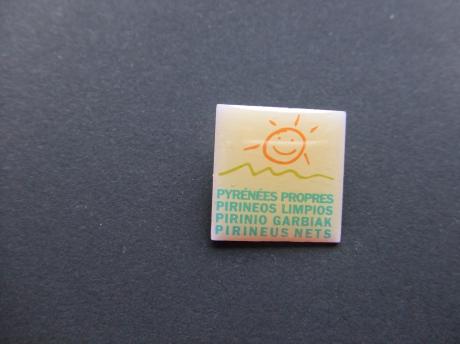 PYRÉNÉES PROPRES
PIRINEOS LIMPIOS
PIRINIO GARBIAK
PIRINEUS NETS